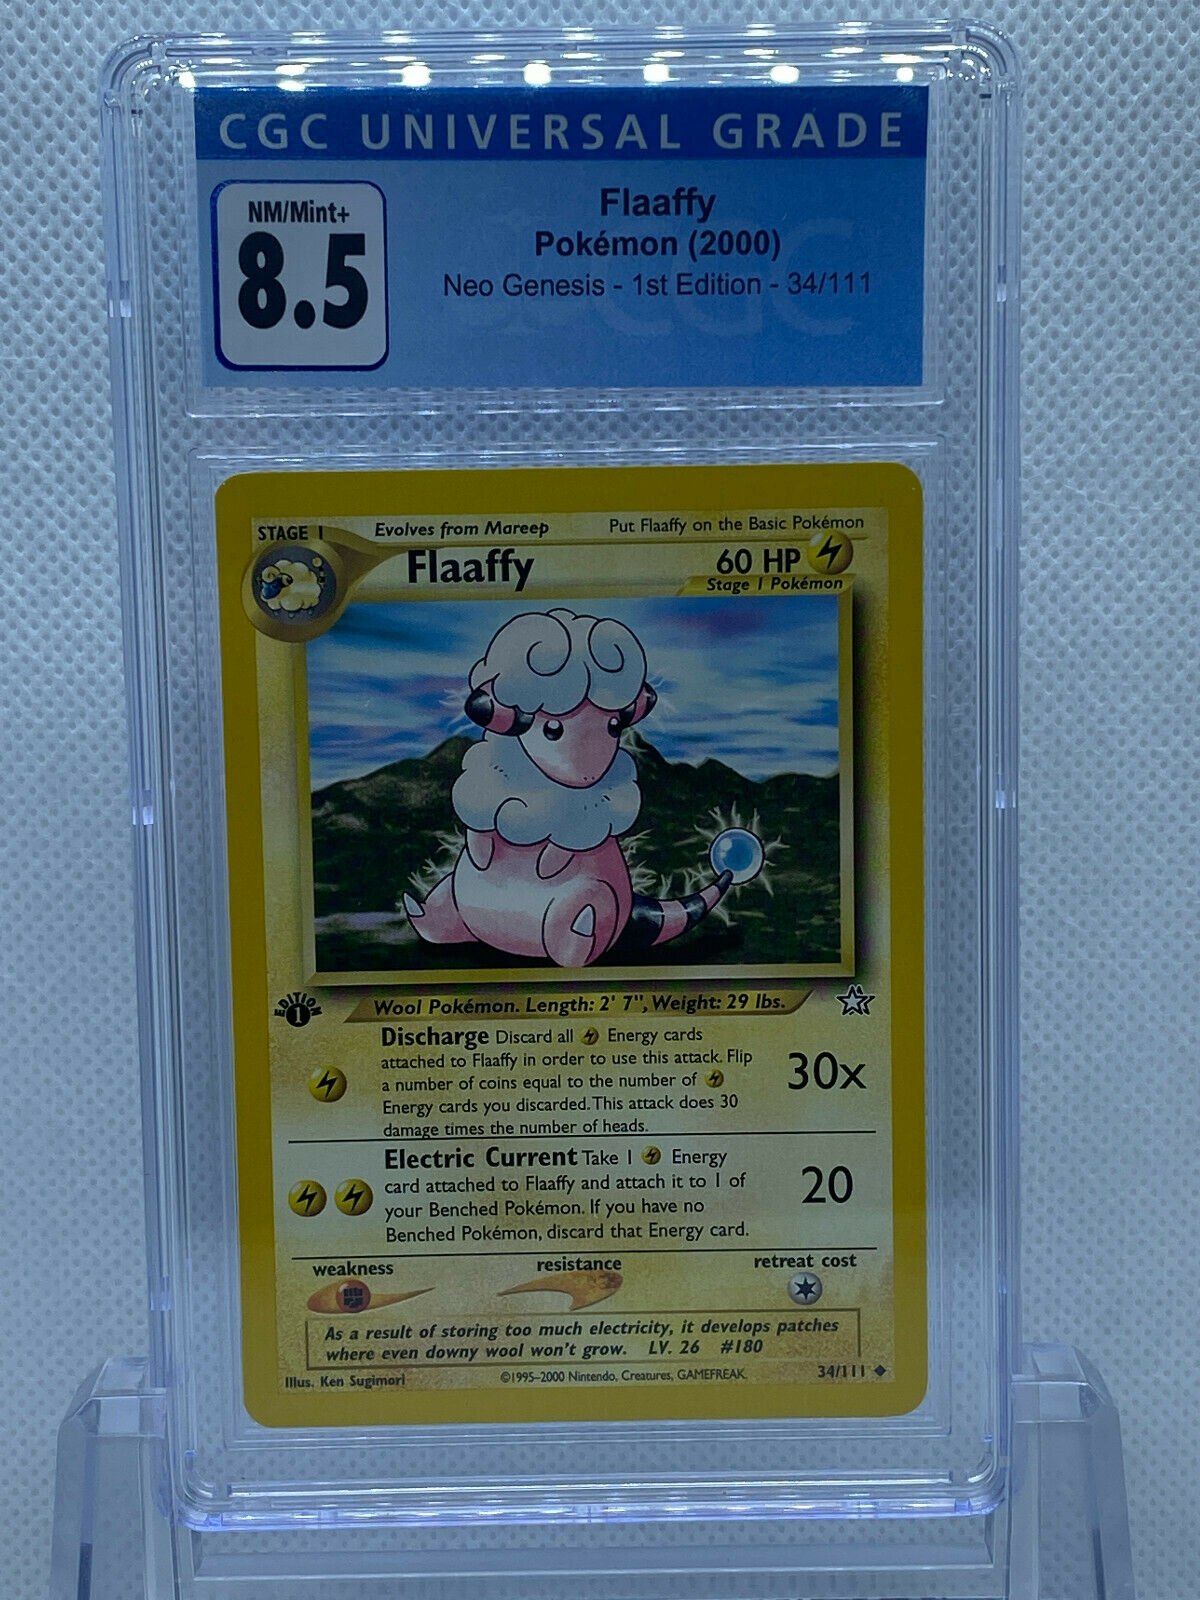 CGC UNIVERSAL GRADE
NM/Mint+
8.5
Flaaffy
Pokémon (2000)
Neo Genesis - 1st Edition - 34/111
CGC
STAGE 1
Evolves from Mareep
Put Flaaffy on the Basic Pokémon
Flaaffy
60 HP
Stage 1 Pokémon
EDITION
1
Wool Pokémon. Length: 2' 7", Weight: 29 lbs.
Discharge Discard all Energy cards
attached to Flaaffy in order to use this attack. Flip
a number of coins equal to the number of
Energy cards you discarded. This attack does 30
damage times the number of heads.
30x
Electric Current Take 1 Energy
card attached to Flaaffy and attach it to 1 of
your Benched Pokémon. If you have no
Benched Pokémon, discard that Energy card.
20
weakness
resistance
retreat cost
As a result of storing too much electricity, it develops patches
where even downy wool won't grow. LV. 26 #180
Illus. Ken Sugimori
©1995–2000 Nintendo, Creatures, GAMEFREAK.
34/111